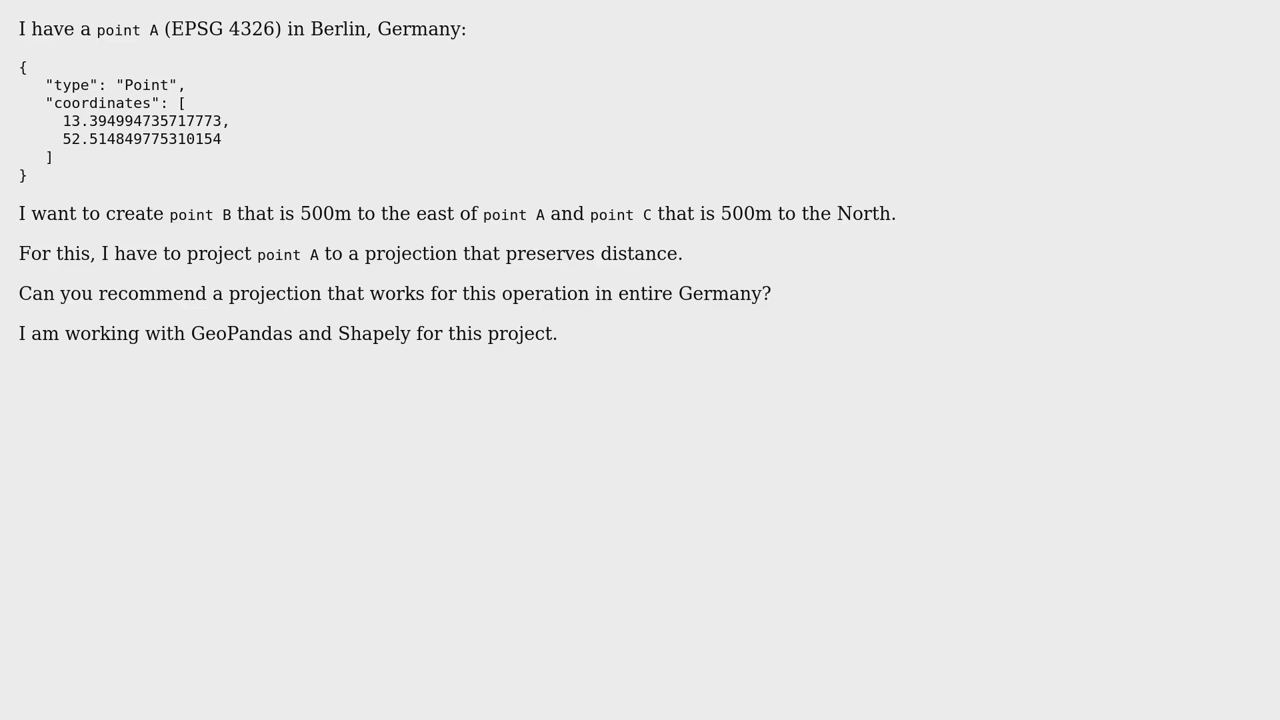 I have a point A (EPSG 4326) in Berlin, Germany:
{
   "type": "Point",
   "coordinates": [
     13.394994735717773,
     52.514849775310154
   ]
}
I want to create point B that is 500m to the east of point A and point C that is 500m to the North.
For this, I have to project point A to a projection that preserves distance.
Can you recommend a projection that works for this operation in entire Germany?
I am working with GeoPandas and Shapely for this project.